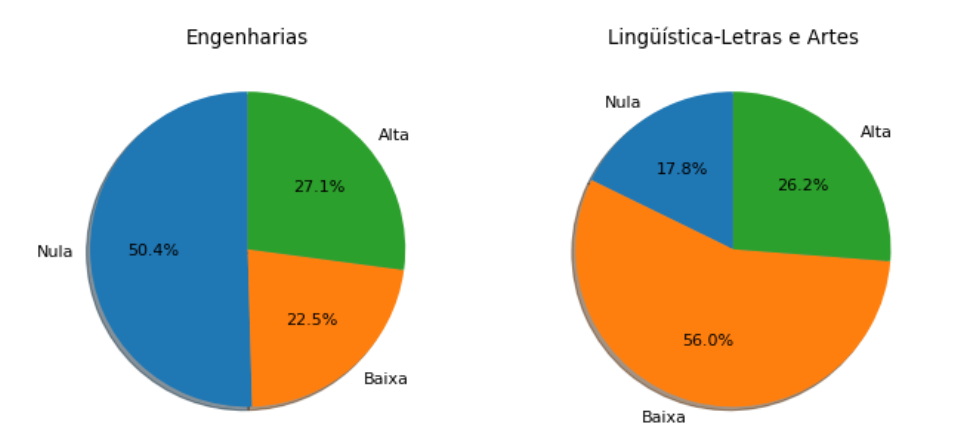 Engenharias
Alta
27.1%
Nula
50.4%
22.5%
Baixa
Lingüística-Letras e Artes
Nula
Alta
17.8%
26.2%
56.0%
Baixa